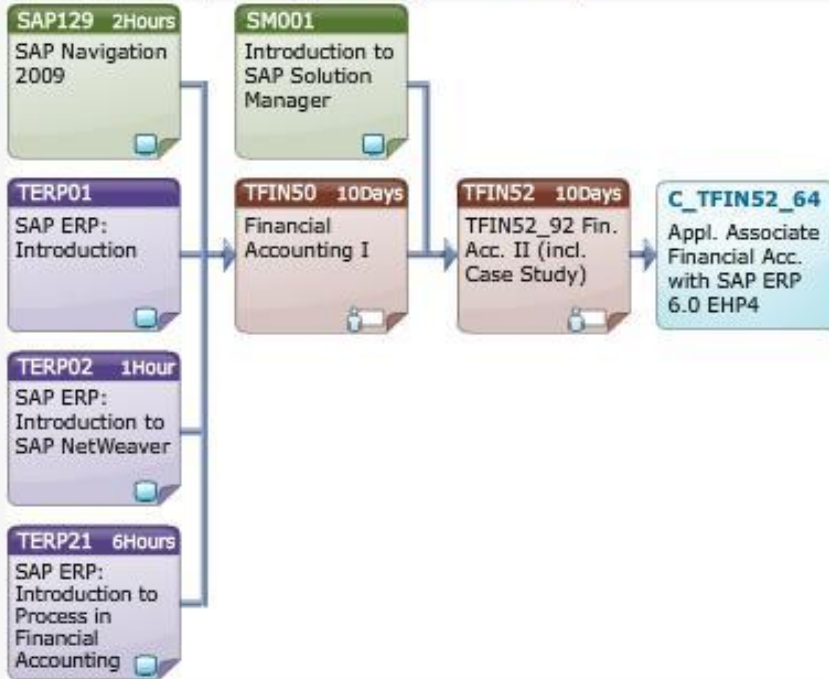 SAP129 2Hours
SAP Navigation
2009
SM001
Introduction to
SAP Solution
Manager
TERP01
SAP ERP:
Introduction
TFIN50 10Days
Financial
Accounting I
TFIN52 10Days
TFIN52_92 Fin.
Acc. II (incl.
Case Study)
C_TFIN52_64
Appl. Associate
Financial Acc.
with SAP ERP
6.0 EHP4
TERP02 1Hour
SAP ERP:
Introduction to
SAP NetWeaver
TERP21 6Hours
SAP ERP:
Introduction to
Process in
Financial
Accounting